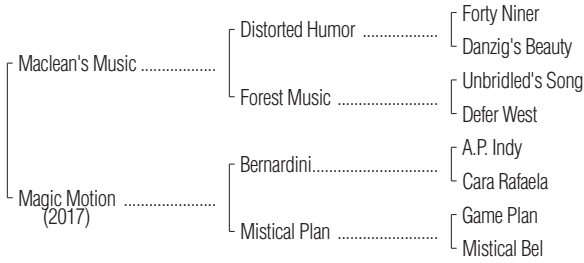 Forty Niner
Distorted Humor ..................
Danzig's Beauty
Maclean's Music ..................
Unbridled's Song
Forest Music ........................
Defer West
A.P. Indy
Bernardini..............................
Cara Rafaela
Magic Motion ......................
(2017)
Game Plan
Mistical Plan ........................
Mistical Bel